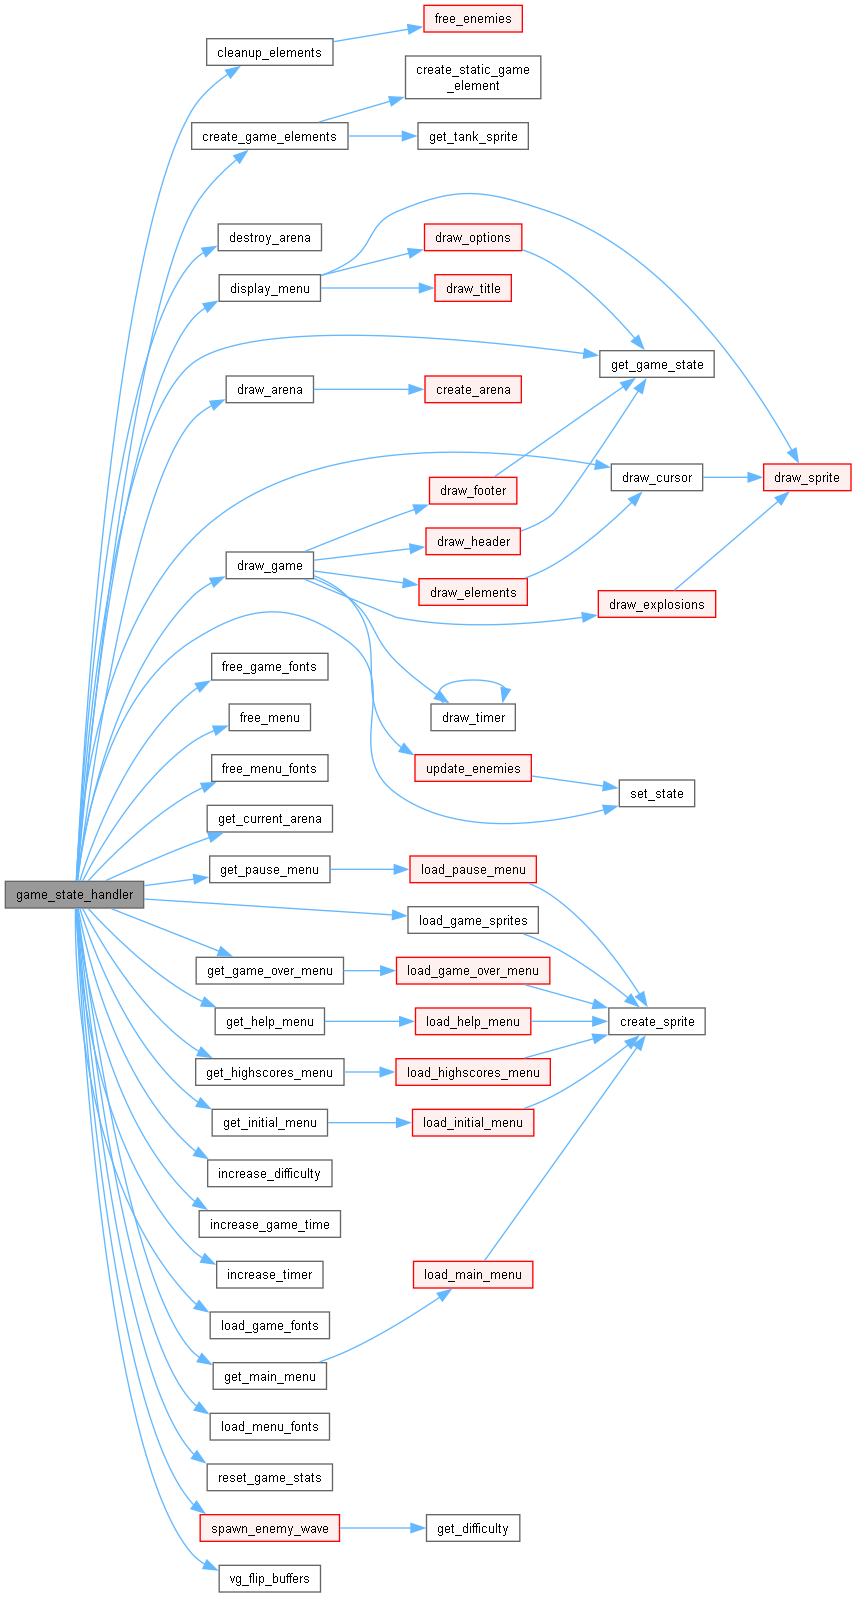 free_enemies
cleanup_elements
create_static_game
_element
create_game_elements
get_tank_sprite
destroy_arena
draw_options
display_menu
draw_title
get_game_state
draw_arena
create_arena
draw_cursor
draw_sprite
draw_footer
draw_header
draw_game
draw_elements
draw_explosions
free_game_fonts
free_menu
draw_timer
free_menu_fonts
update_enemies
set_state
get_current_arena
get_pause_menu
load_pause_menu
game_state_handler
load_game_sprites
get_game_over_menu
load_game_over_menu
get_help_menu
load_help_menu
create_sprite
get_highscores_menu
load_highscores_menu
get_initial_menu
load_initial_menu
increase_difficulty
increase_game_time
increase_timer
load_main_menu
load_game_fonts
get_main_menu
load_menu_fonts
reset_game_stats
spawn_enemy_wave
get_difficulty
vg_flip_buffers